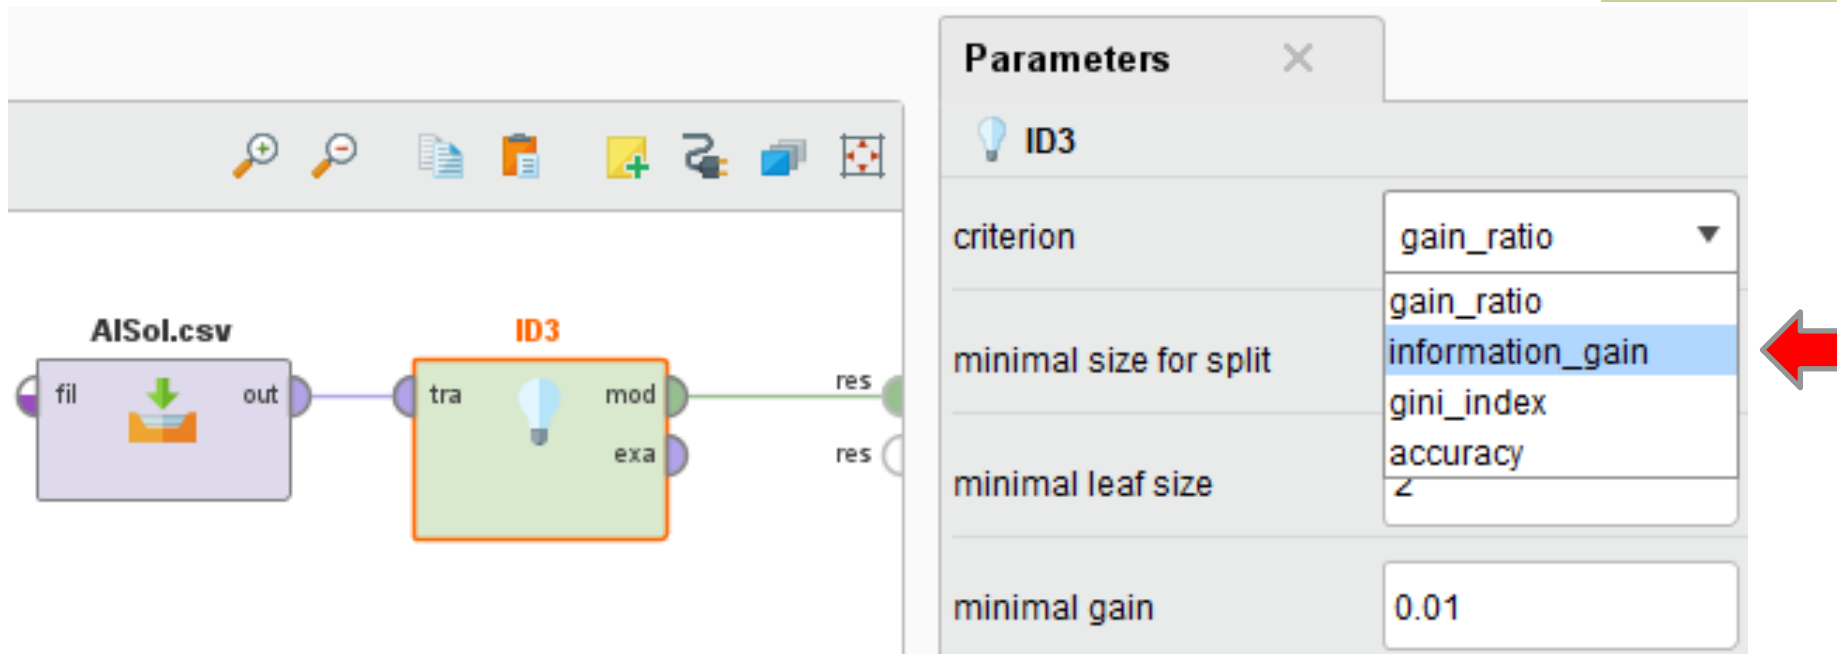 Parameters
ID3
criterion
gain_ratio
gain_ratio
information_gain
gini_index
accuracy
minimal size for split
minimal leaf size
2
minimal gain
0.01
AISol.csv
fil
out
ID3
tra
mod
exa
res
res